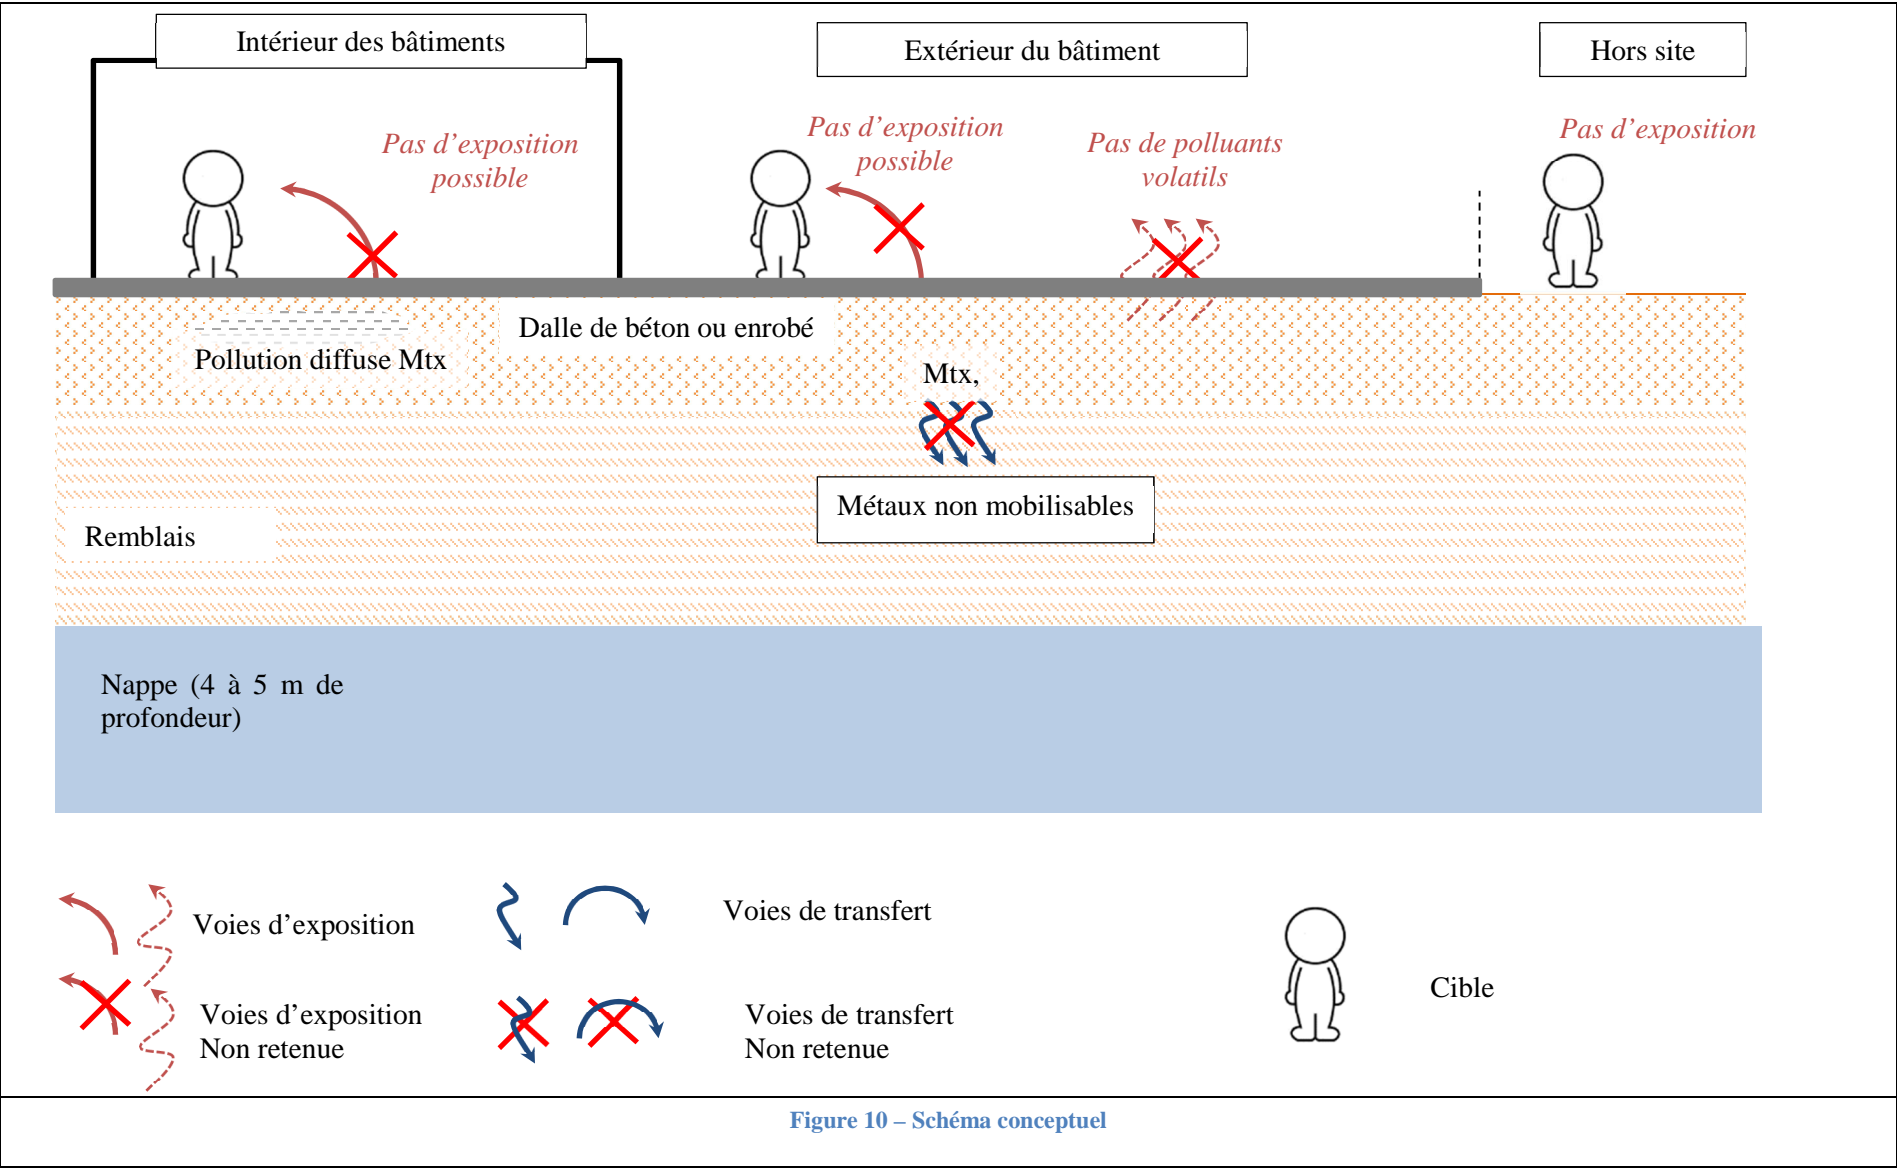 Intérieur des bâtiments
Extérieur du bâtiment
Hors site
Pas d'exposition
possible
Pas d'exposition
possible
Pas de polluants
volatils
Pas d'exposition
Dalle de béton ou enrobé
Pollution diffuse Mtx
Mtx,
Métaux non mobilisables
Remblais
Nappe (4 à 5 m de
profondeur)
Voies d'exposition
Voies de transfert
Cible
Voies d'exposition
Non retenue
Voies de transfert
Non retenue
Figure 10 – Schéma conceptuel